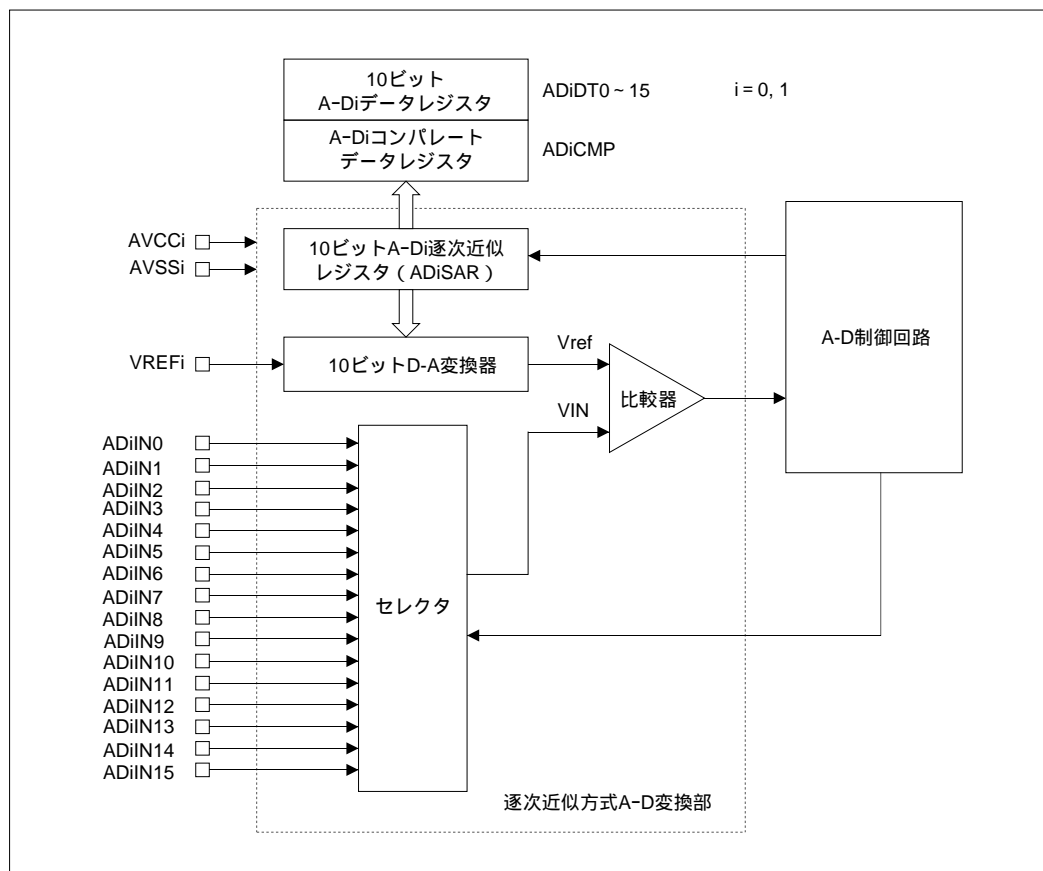 10ビット
A-Diデータレジスタ
ADiDT0~15
i = 0, 1
A-Diコンパレート
データレジスタ
ADiCMP
AVCCi
AVSSi
10ビットA-Di逐次近似
レジスタ(ADiSAR)
VREFi
10ビットD-A変換器
Vref
VIN
比較器
A-D制御回路
ADiIN0
ADiIN1
ADiIN2
ADiIN3
ADiIN4
ADiIN5
ADiIN6
ADiIN7
ADiIN8
ADiIN9
ADiIN10
ADiIN11
ADiIN12
ADiIN13
ADiIN14
ADiIN15
セレクタ
逐次近似方式A-D変換部